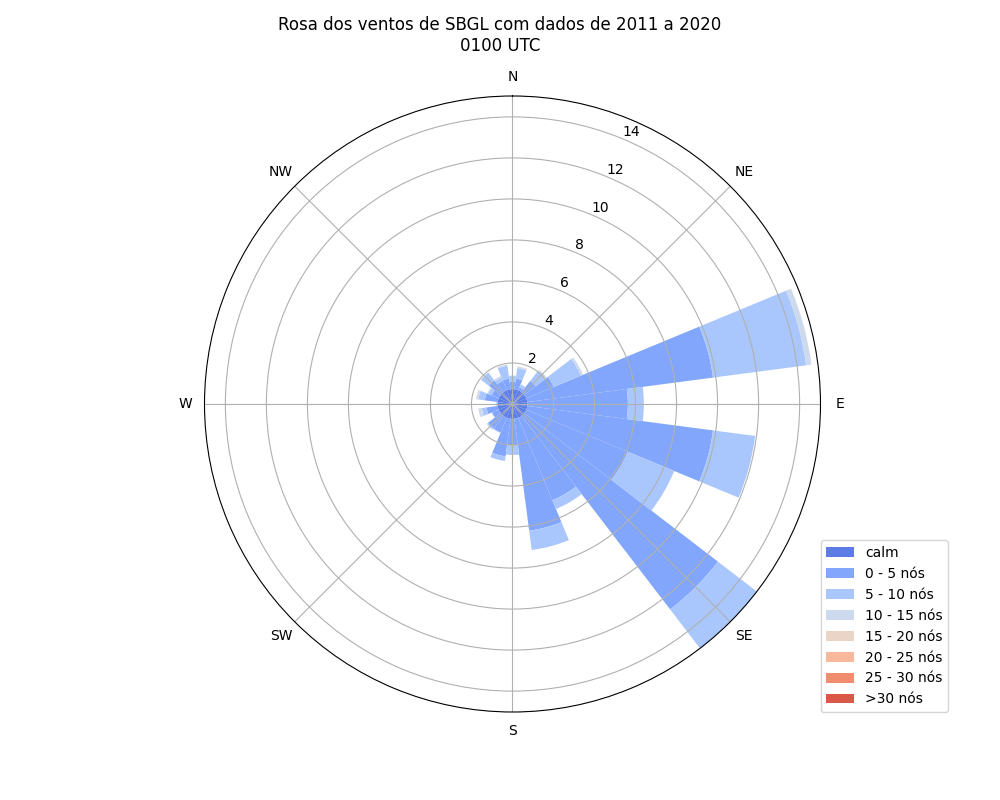 Rosa dos ventos de SBGL com dados de 2011 a 2020
0100 UTC
N
NE
E
SE
S
SW
W
NW
2
4
6
8
10
12
14
calm
0 - 5 nós
5 - 10 nós
10 - 15 nós
15 - 20 nós
20 - 25 nós
25 - 30 nós
>30 nós